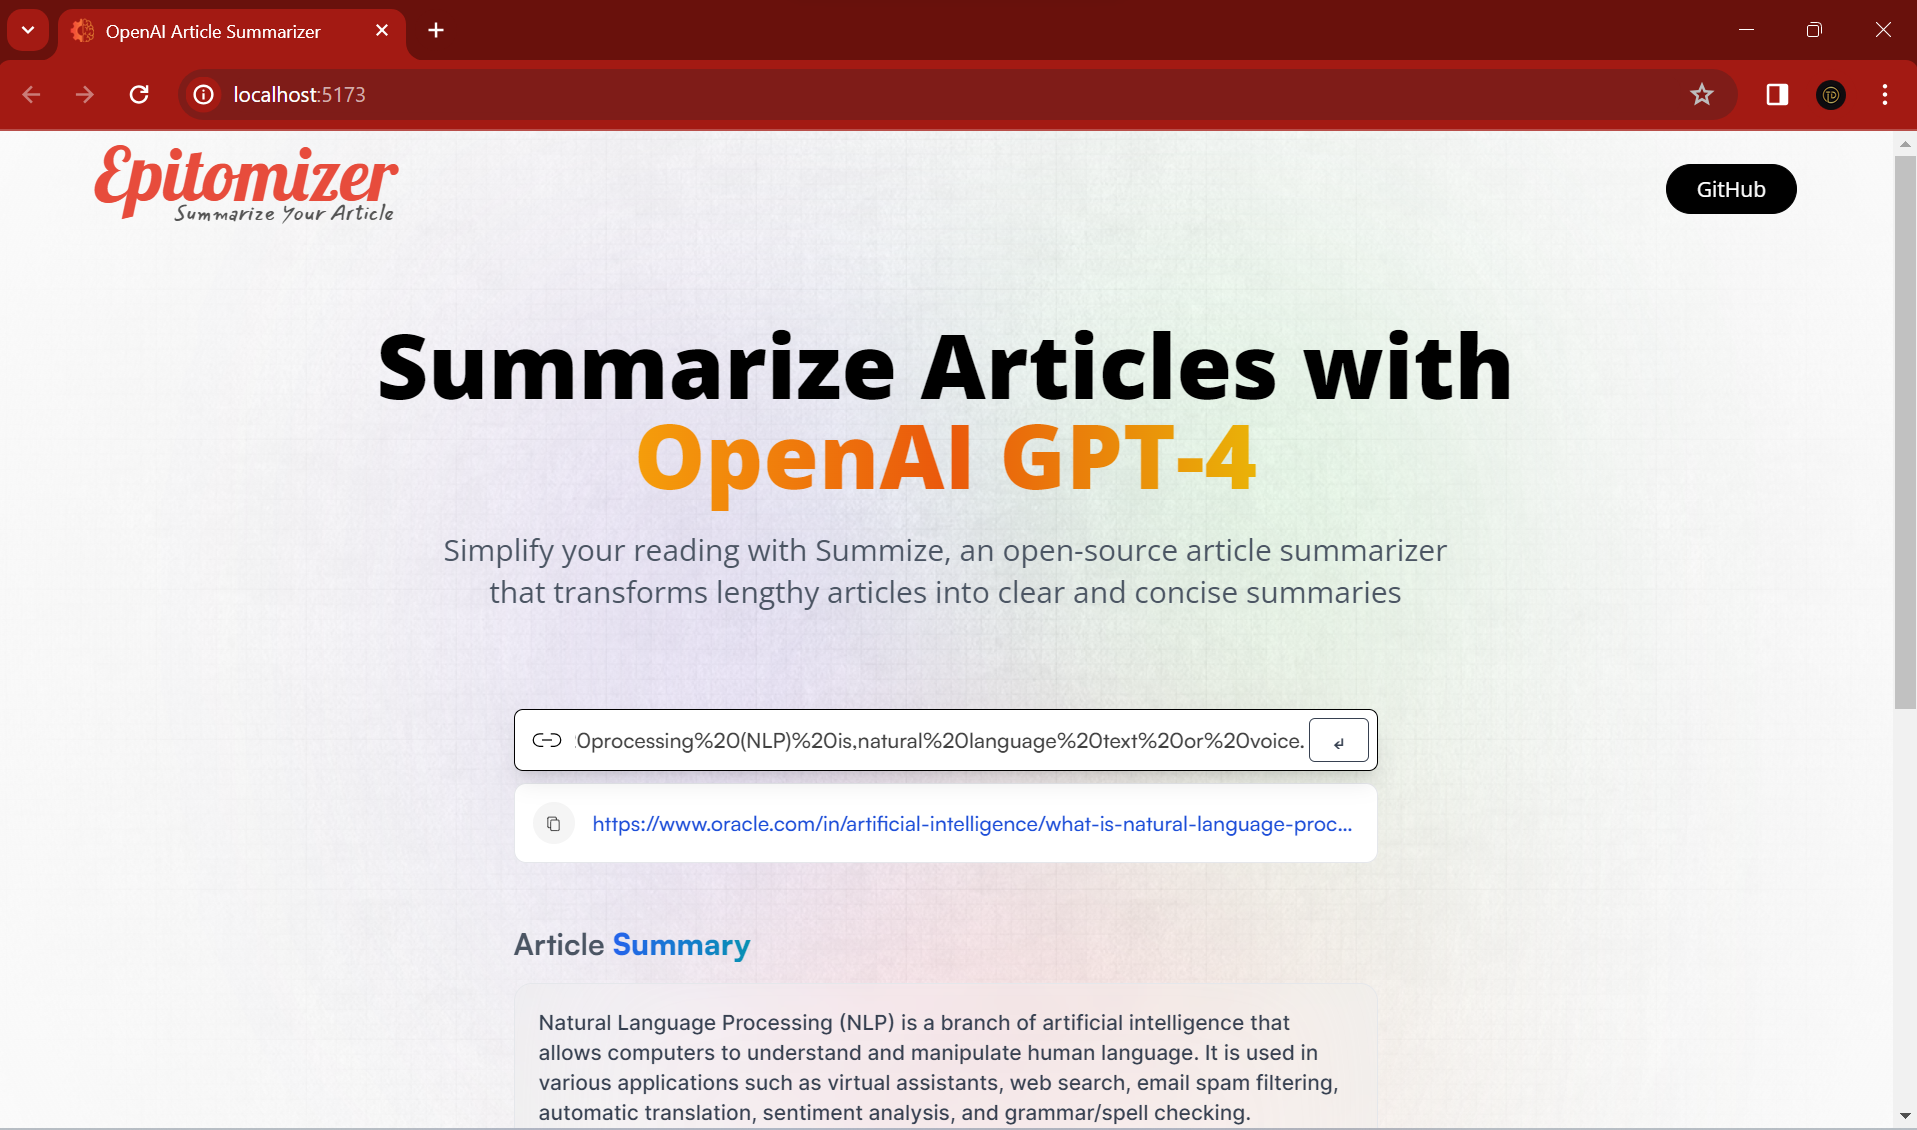 OpenAI Article Summarizer
localhost:5173
Epitomizer
Summarize Your Article
GitHub
Summarize Articles with
OpenAI GPT-4
Simplify your reading with Summize, an open-source article summarizer
that transforms lengthy articles into clear and concise summaries
0processing%20(NLP)%20is,natural%20language%20text%20or%20voice.
https://www.oracle.com/in/artificial-intelligence/what-is-natural-language-proc...
Article Summary
Natural Language Processing (NLP) is a branch of artificial intelligence that
allows computers to understand and manipulate human language. It is used in
various applications such as virtual assistants, web search, email spam filtering,
automatic translation, sentiment analysis, and grammar/spell checking.